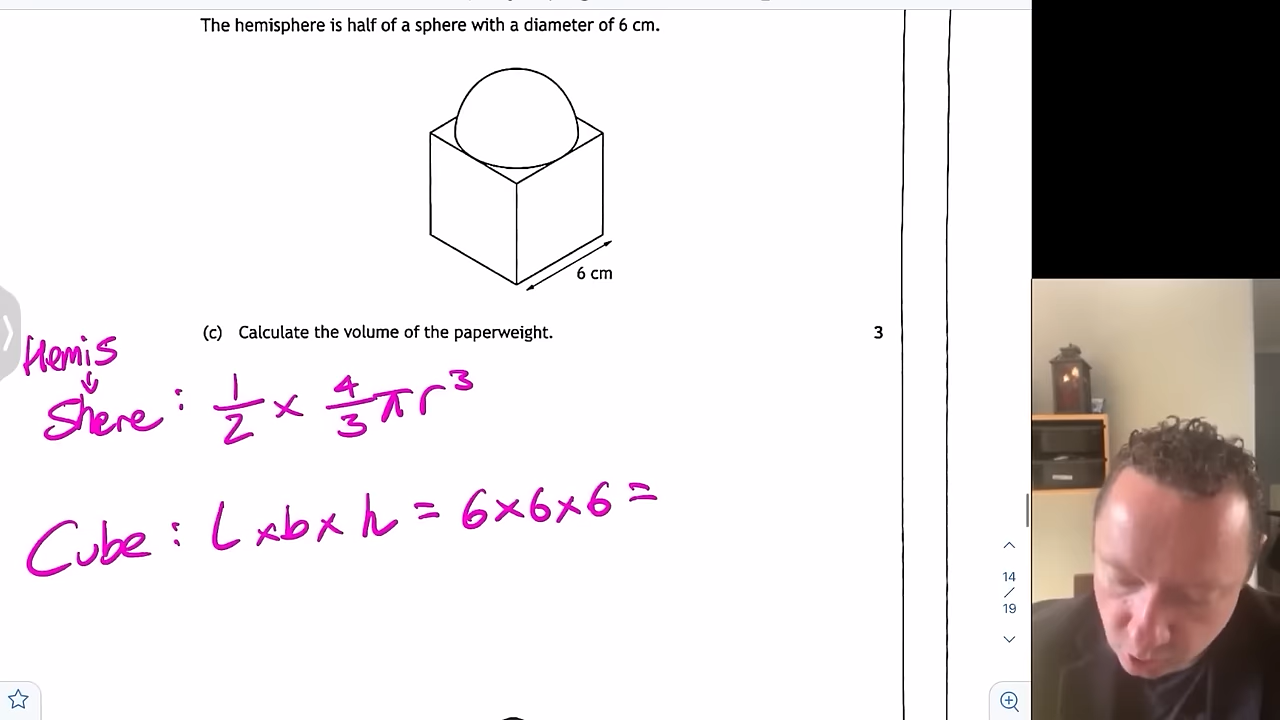 The hemisphere is half of a sphere with a diameter of 6 cm.
6 cm
(c) Calculate the volume of the paperweight. 3
Hemis
Shere : 1/2 × 4/3 πr³
Cube : L × b × h = 6 × 6 × 6 =
14
/
19